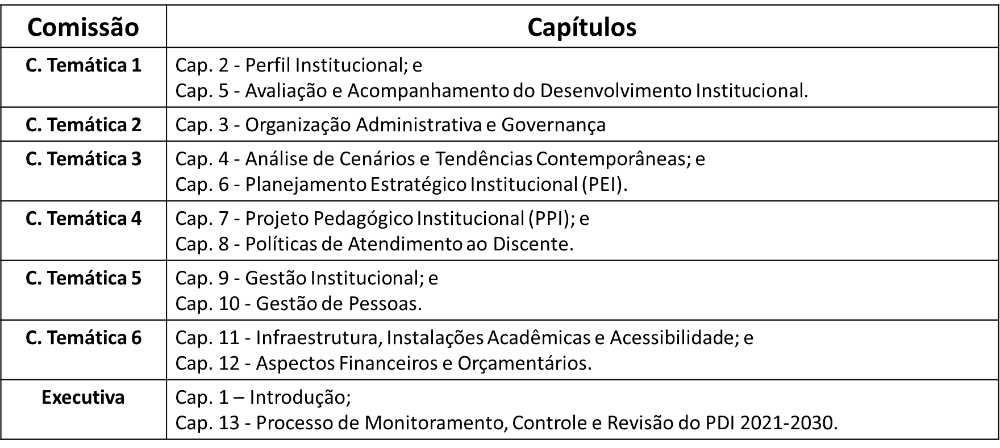 Comissão Capítulos
C. Temática 1 Cap. 2 - Perfil Institucional; e
Cap. 5 - Avaliação e Acompanhamento do Desenvolvimento Institucional.
C. Temática 2 Cap. 3 - Organização Administrativa e Governança
C. Temática 3 Cap. 4 - Análise de Cenários e Tendências Contemporâneas; e
Cap. 6 - Planejamento Estratégico Institucional (PEI).
C. Temática 4 Cap. 7 - Projeto Pedagógico Institucional (PPI); e
Cap. 8 - Políticas de Atendimento ao Discente.
C. Temática 5 Cap. 9 - Gestão Institucional; e
Cap. 10 - Gestão de Pessoas.
C. Temática 6 Cap. 11 - Infraestrutura, Instalações Acadêmicas e Acessibilidade; e
Cap. 12 - Aspectos Financeiros e Orçamentários.
Executiva Cap. 1 – Introdução;
Cap. 13 - Processo de Monitoramento, Controle e Revisão do PDI 2021-2030.